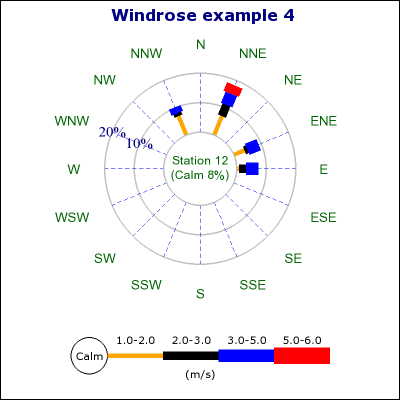 Windrose example 4
N
NNW
NNE
NW
NE
WNW
ENE
20%
10%
Station 12
(Calm 8%)
W
E
WSW
ESE
SW
SE
SSW
SSE
S
1.0-2.0 2.0-3.0 3.0-5.0 5.0-6.0
Calm
(m/s)